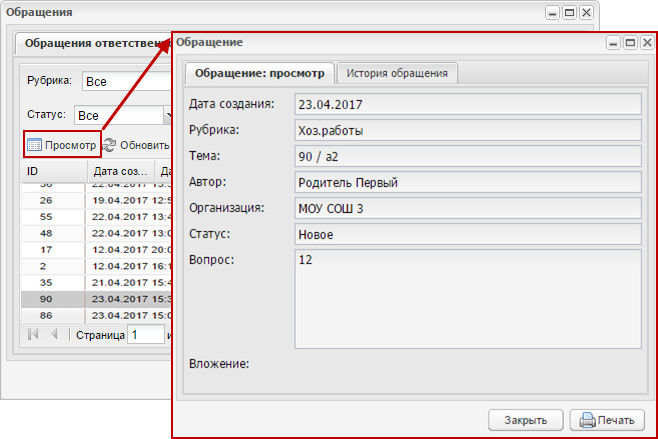 Обращения
Обращения ответствен
Рубрика: Все
Статус: Все
Просмотр Обновить
ID Дата соз... Да
26 19.04.2017 12:5
55 22.04.2017 13:4
48 22.04.2017 13:0
17 12.04.2017 20:0
2 12.04.2017 16:1
35 21.04.2017 15:4
90 23.04.2017 15:3
86 23.04.2017 15:0
Страница 1 и
Обращение
Обращение: просмотр История обращения
Дата создания: 23.04.2017
Рубрика: Хоз.работы
Тема: 90 / а2
Автор: Родитель Первый
Организация: МОУ СОШ 3
Статус: Новое
Вопрос: 12
Вложение:
Закрыть Печать